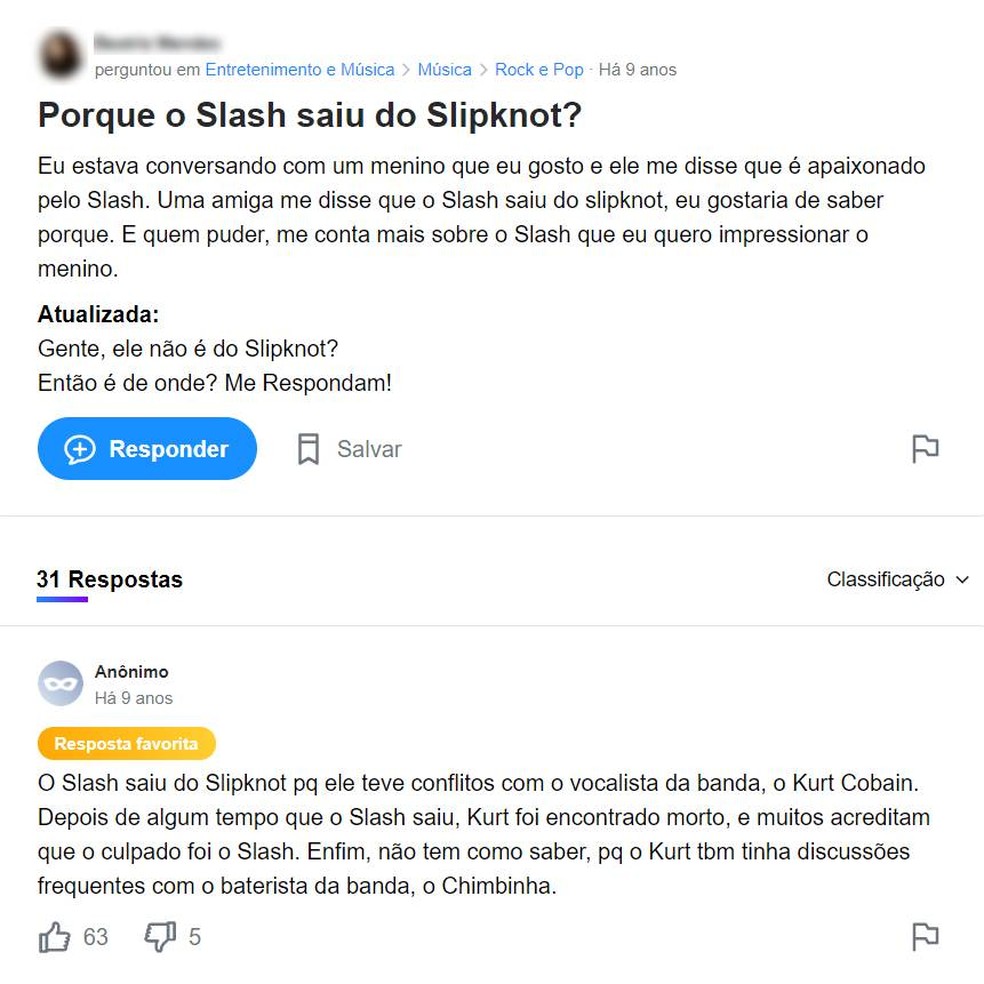 perguntou em Entretenimento e Música > Música > Rock e Pop · Há 9 anos
Porque o Slash saiu do Slipknot?
Eu estava conversando com um menino que eu gosto e ele me disse que é apaixonado
pelo Slash. Uma amiga me disse que o Slash saiu do slipknot, eu gostaria de saber
porque. E quem puder, me conta mais sobre o Slash que eu quero impressionar o
menino.
Atualizada:
Gente, ele não é do Slipknot?
Então é de onde? Me Respondam!
Responder Salvar
31 Respostas Classificação
Anônimo
Há 9 anos
Resposta favorita
O Slash saiu do Slipknot pq ele teve conflitos com o vocalista da banda, o Kurt Cobain.
Depois de algum tempo que o Slash saiu, Kurt foi encontrado morto, e muitos acreditam
que o culpado foi o Slash. Enfim, não tem como saber, pq o Kurt tbm tinha discussões
frequentes com o baterista da banda, o Chimbinha.
63 5